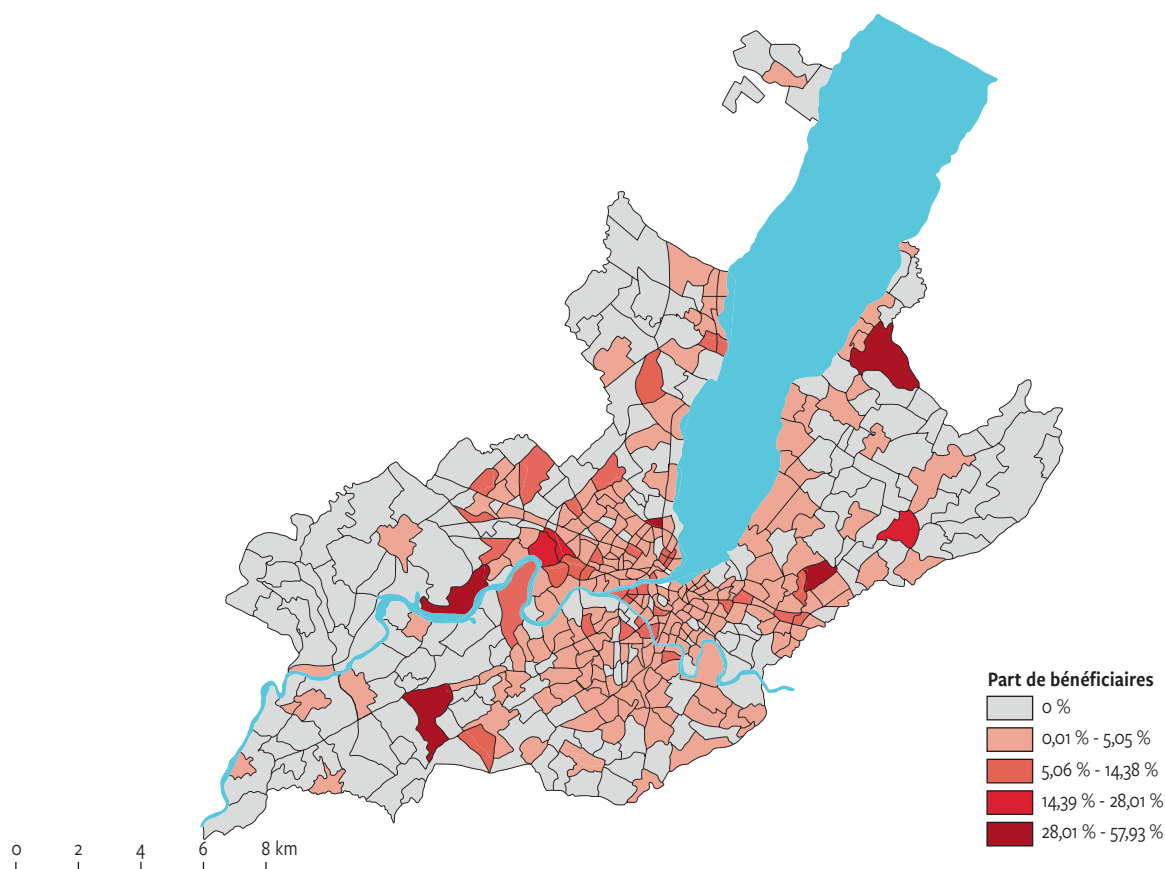 Part de bénéficiaires
0 %
0,01 % - 5,05 %
5,06 % - 14,38 %
14,39 % - 28,01 %
28,01 % - 57,93 %
0 2 4 6 8 km